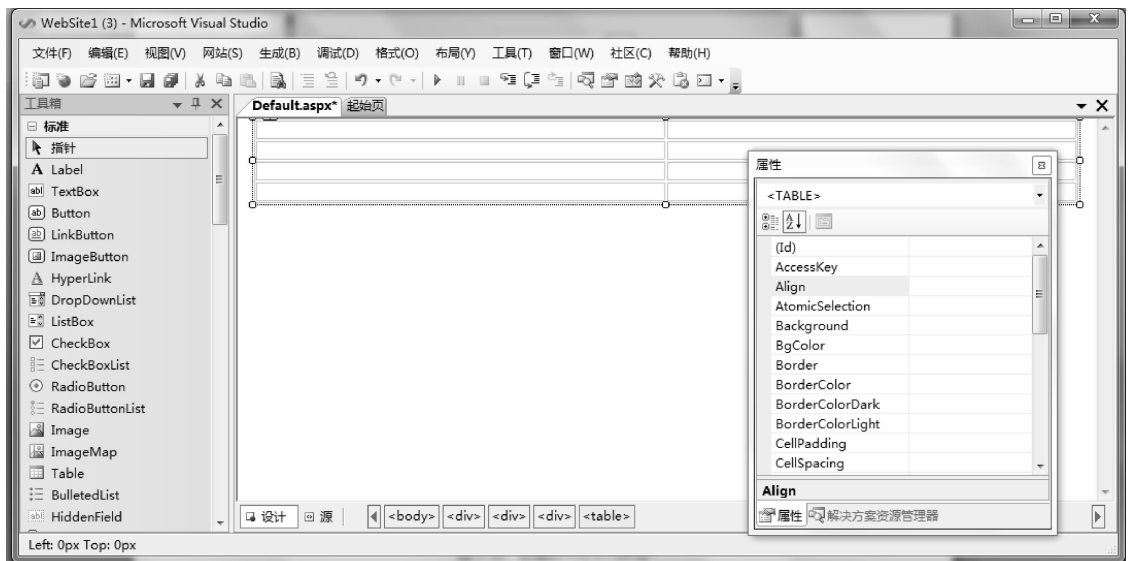 WebSite1 (3) - Microsoft Visual Studio
文件(F) 编辑(E) 视图(V) 网站(S) 生成(B) 调试(D) 格式(O) 布局(Y) 工具(T) 窗口(W) 社区(C) 帮助(H)
工具箱
Default.aspx* 起始页
标准
指针
A Label
abl TextBox
ab Button
ab LinkButton
ImageButton
A HyperLink
DropDownList
ListBox
CheckBox
CheckBoxList
RadioButton
RadioButtonList
Image
ImageMap
Table
BulletedList
abl HiddenField
属性
<TABLE>
(Id)
AccessKey
Align
AtomicSelection
Background
BgColor
Border
BorderColor
BorderColorDark
BorderColorLight
CellPadding
CellSpacing
Align
属性 解决方案资源管理器
设计 源 <body> <div> <div> <div> <table>
Left: 0px Top: 0px